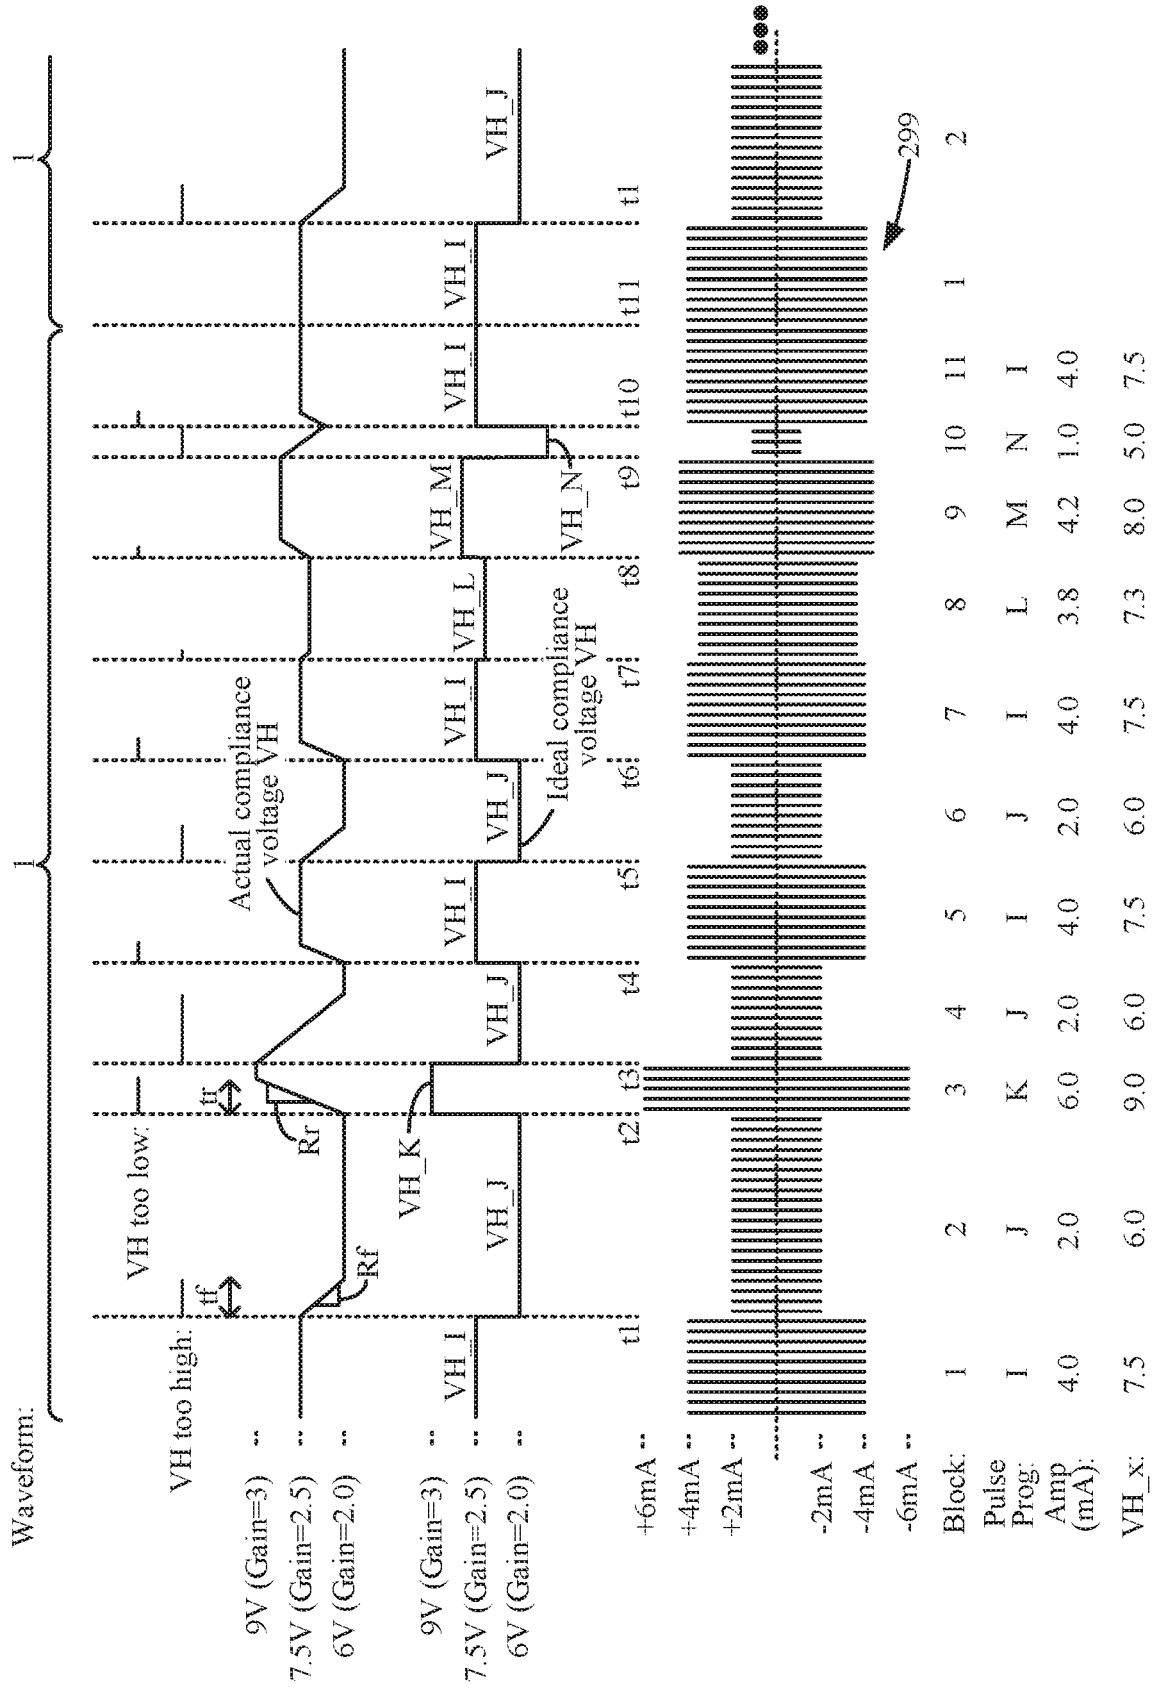 Waveform:
1
1
VH too high:
VH too low:
tf
tr
9V (Gain=3)
7.5V (Gain=2.5)
6V (Gain=2.0)
Rf
Rr
Actual compliance
voltage VH
9V (Gain=3)
7.5V (Gain=2.5)
6V (Gain=2.0)
VH_I
VH_J
VH_K
VH_J
VH_I
VH_J
VH_I
VH_L
VH_M
VH_N
VH_I
VH_I
VH_J
Ideal compliance
voltage VH
t1
t2
t3
t4
t5
t6
t7
t8
t9
t10
t11
t1
+6mA
+4mA
+2mA
-2mA
-4mA
-6mA
299
Block: 1 2 3 4 5 6 7 8 9 10 11 1 2
Pulse
Prog: I J K J I J I L M N I
Amp
(mA): 4.0 2.0 6.0 2.0 4.0 2.0 4.0 3.8 4.2 1.0 4.0
VH_x: 7.5 6.0 9.0 6.0 7.5 6.0 7.5 7.3 8.0 5.0 7.5